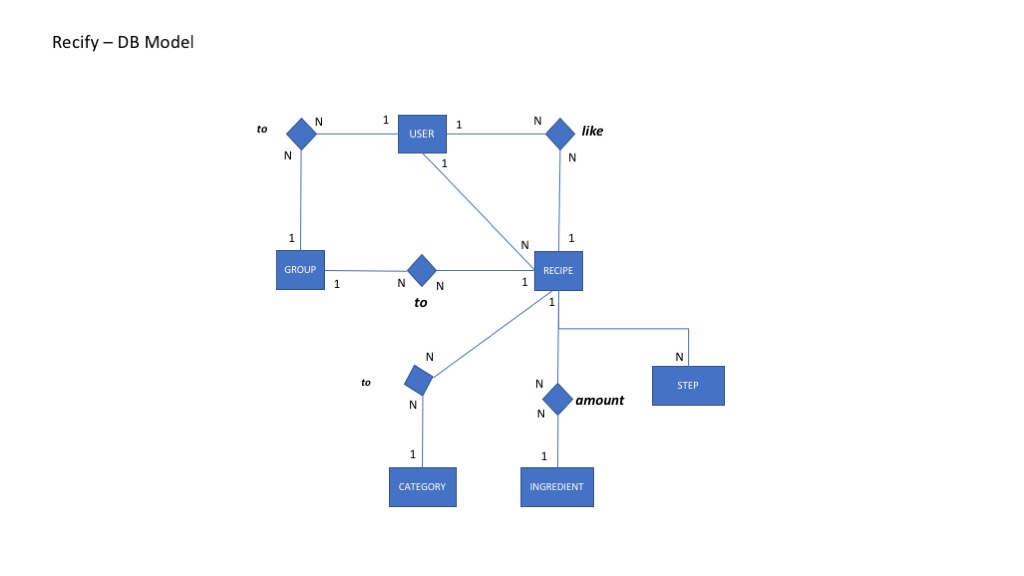 Recify – DB Model
to
N
1
USER
1
N
like
N
1
N
1
N
1
GROUP
1
N
N
to
N
1
RECIPE
1
N
to
N
1
CATEGORY
N
amount
N
1
INGREDIENT
N
STEP